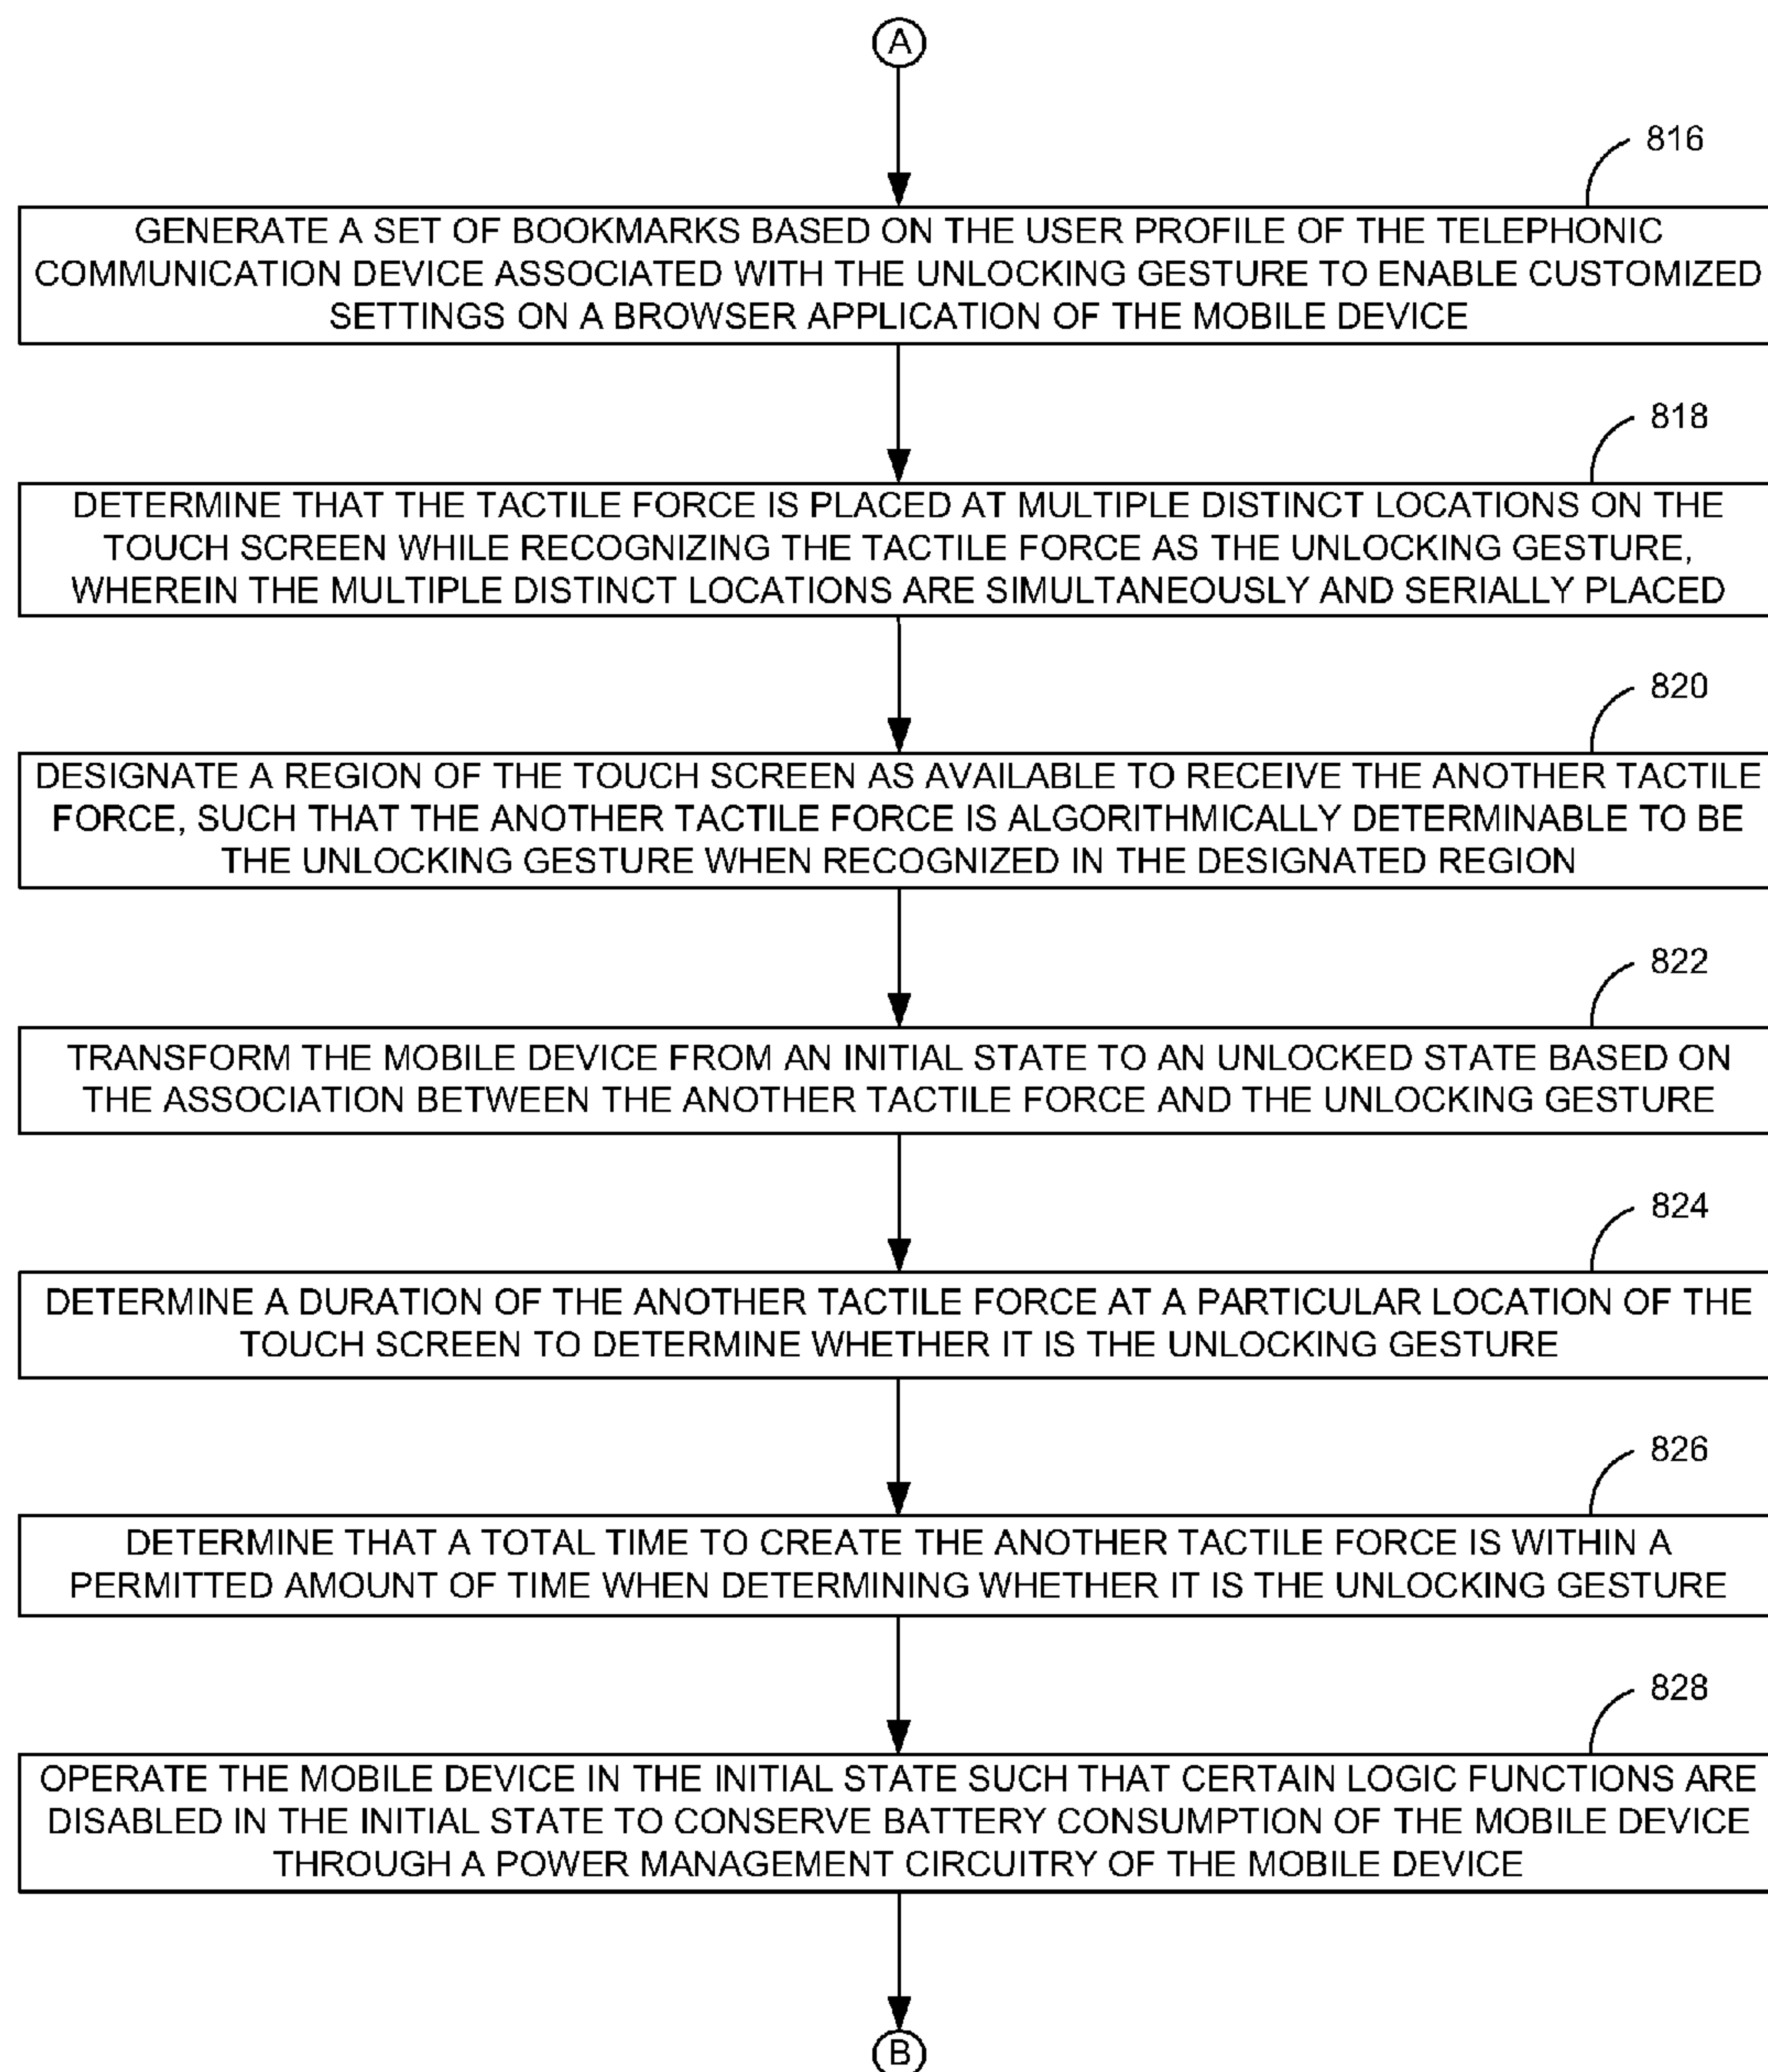 A
816
GENERATE A SET OF BOOKMARKS BASED ON THE USER PROFILE OF THE TELEPHONIC
COMMUNICATION DEVICE ASSOCIATED WITH THE UNLOCKING GESTURE TO ENABLE CUSTOMIZED
SETTINGS ON A BROWSER APPLICATION OF THE MOBILE DEVICE
818
DETERMINE THAT THE TACTILE FORCE IS PLACED AT MULTIPLE DISTINCT LOCATIONS ON THE
TOUCH SCREEN WHILE RECOGNIZING THE TACTILE FORCE AS THE UNLOCKING GESTURE,
WHEREIN THE MULTIPLE DISTINCT LOCATIONS ARE SIMULTANEOUSLY AND SERIALLY PLACED
820
DESIGNATE A REGION OF THE TOUCH SCREEN AS AVAILABLE TO RECEIVE THE ANOTHER TACTILE
FORCE, SUCH THAT THE ANOTHER TACTILE FORCE IS ALGORITHMICALLY DETERMINABLE TO BE
THE UNLOCKING GESTURE WHEN RECOGNIZED IN THE DESIGNATED REGION
822
TRANSFORM THE MOBILE DEVICE FROM AN INITIAL STATE TO AN UNLOCKED STATE BASED ON
THE ASSOCIATION BETWEEN THE ANOTHER TACTILE FORCE AND THE UNLOCKING GESTURE
824
DETERMINE A DURATION OF THE ANOTHER TACTILE FORCE AT A PARTICULAR LOCATION OF THE
TOUCH SCREEN TO DETERMINE WHETHER IT IS THE UNLOCKING GESTURE
826
DETERMINE THAT A TOTAL TIME TO CREATE THE ANOTHER TACTILE FORCE IS WITHIN A
PERMITTED AMOUNT OF TIME WHEN DETERMINING WHETHER IT IS THE UNLOCKING GESTURE
828
OPERATE THE MOBILE DEVICE IN THE INITIAL STATE SUCH THAT CERTAIN LOGIC FUNCTIONS ARE
DISABLED IN THE INITIAL STATE TO CONSERVE BATTERY CONSUMPTION OF THE MOBILE DEVICE
THROUGH A POWER MANAGEMENT CIRCUITRY OF THE MOBILE DEVICE
B